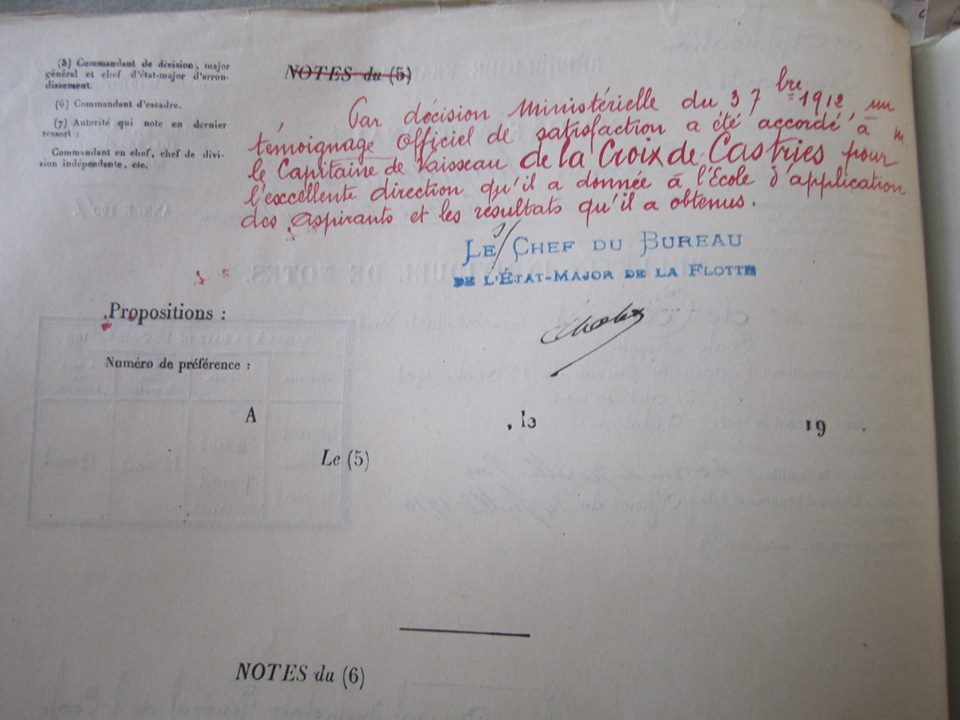 (5) Commandant de division, major
général et chef d'état-major d'arron-
dissement.
(6) Commandant d'escadre.
(7) Autorité qui note en dernier
ressort :
Commandant en chef, chef de divi-
sion indépendante, etc.
NOTES du (5)
Par décision Ministérielle du 3 7bre 1912 un
témoignage officiel de satisfaction a été accordé à M.
le Capitaine de Vaisseau de la Croix de Castries pour
l'excellente direction qu'il a donnée à l'Ecole d'application
des aspirants et les résultats qu'il a obtenus.
LE CHEF DU BUREAU
DE L'ÉTAT-MAJOR DE LA FLOTTE
Propositions :
Numéro de préférence :
A , le 19 .
Le (5)
NOTES du (6)